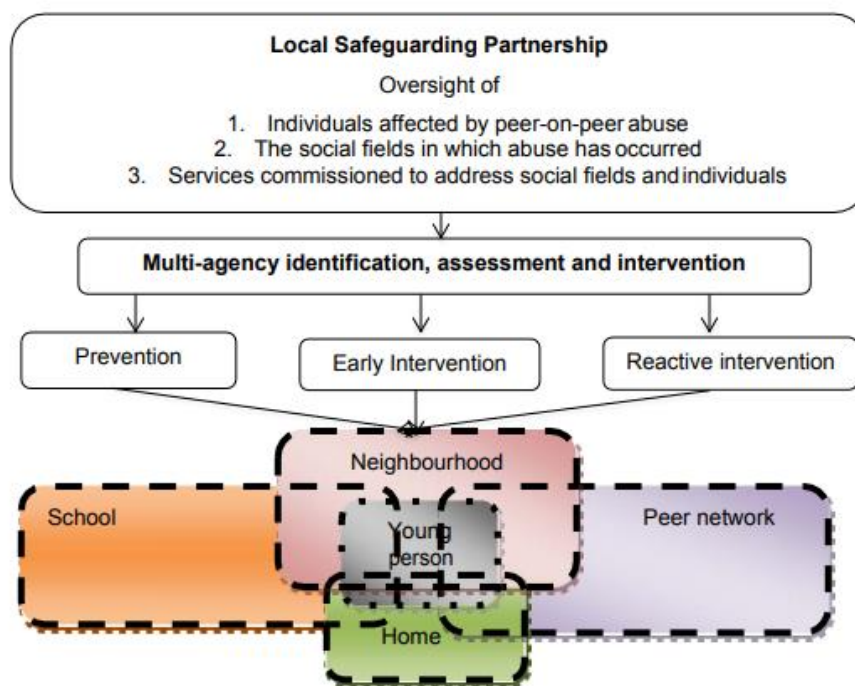 Local Safeguarding Partnership
Oversight of
1. Individuals affected by peer-on-peer abuse
2. The social fields in which abuse has occurred
3. Services commissioned to address social fields and individuals
Multi-agency identification, assessment and intervention
Prevention
Early Intervention
Reactive intervention
Neighbourhood
School
Young
person
Peer network
Home